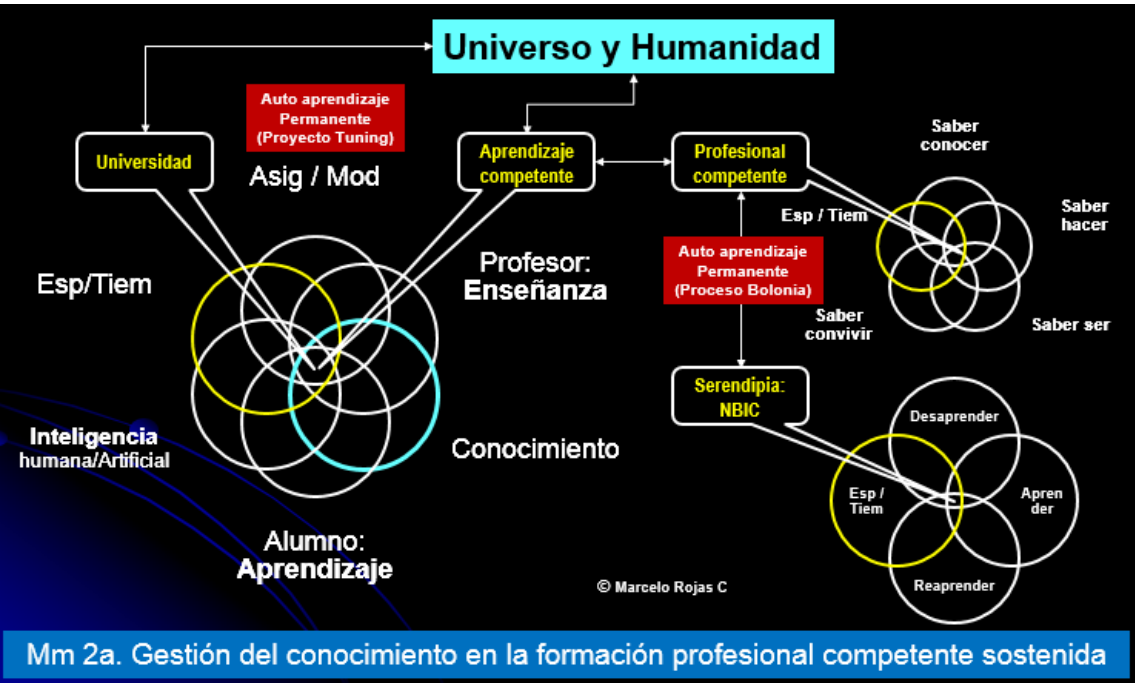 Universo y Humanidad
Auto aprendizaje
Permanente
(Proyecto Tuning)
Universidad
Asig / Mod
Aprendizaje
competente
Profesional
competente
Saber
conocer
Saber
hacer
Esp / Tiem
Auto aprendizaje
Permanente
(Proceso Bolonia)
Saber
convivir
Saber ser
Esp/Tiem
Profesor:
Enseñanza
Serendipia:
NBIC
Inteligencia
humana/Artificial
Conocimiento
Desaprender
Esp /
Tiem
Apren
der
Reaprender
Alumno:
Aprendizaje
© Marcelo Rojas C
Mm 2a. Gestión del conocimiento en la formación profesional competente sostenida